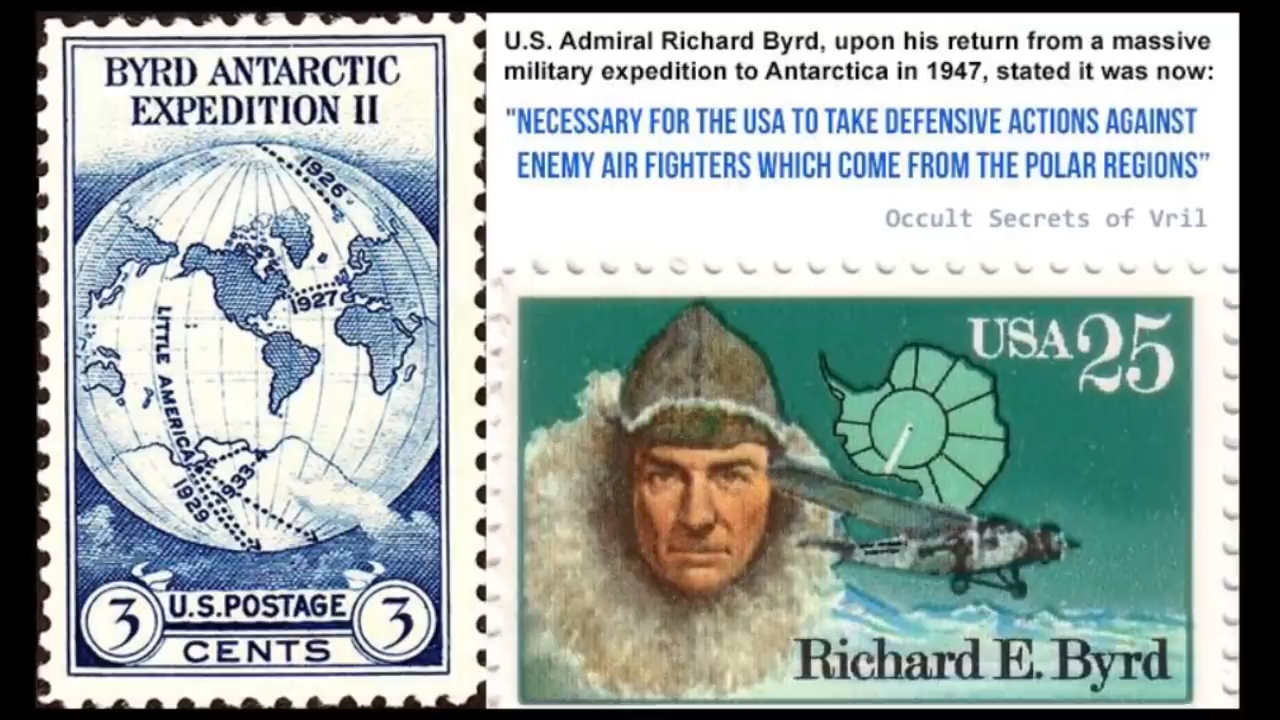 BYRD ANTARCTIC
EXPEDITION II
1926
1927
LITTLE AMERICA
1933
1929
3
U.S.POSTAGE
3
CENTS
U.S. Admiral Richard Byrd, upon his return from a massive
military expedition to Antarctica in 1947, stated it was now:
"NECESSARY FOR THE USA TO TAKE DEFENSIVE ACTIONS AGAINST
ENEMY AIR FIGHTERS WHICH COME FROM THE POLAR REGIONS"
Occult Secrets of Vril
USA 25
Richard E. Byrd